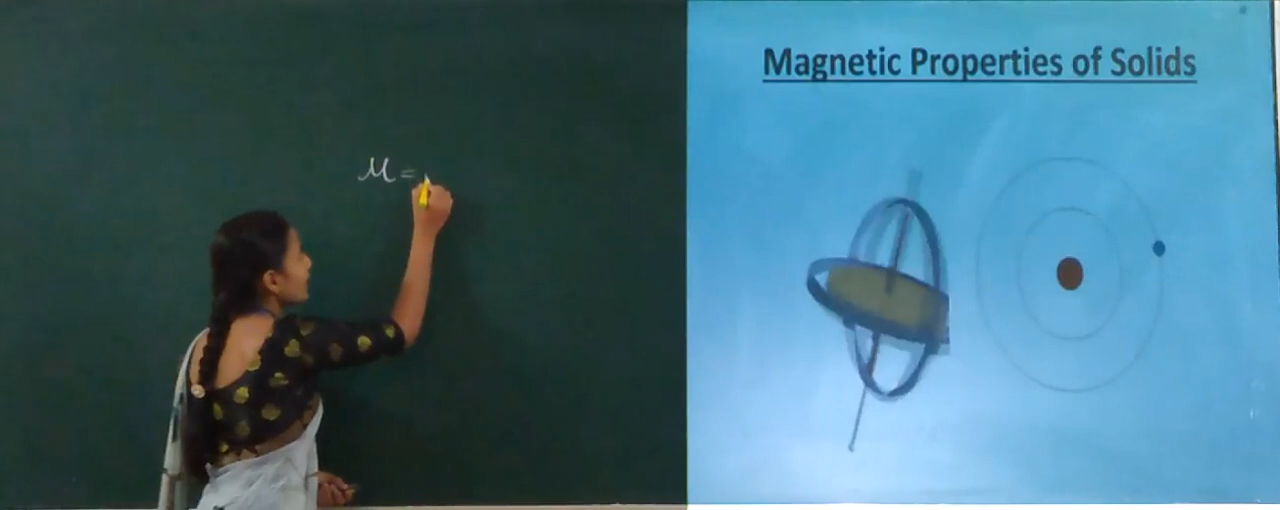 μ =
Magnetic Properties of Solids